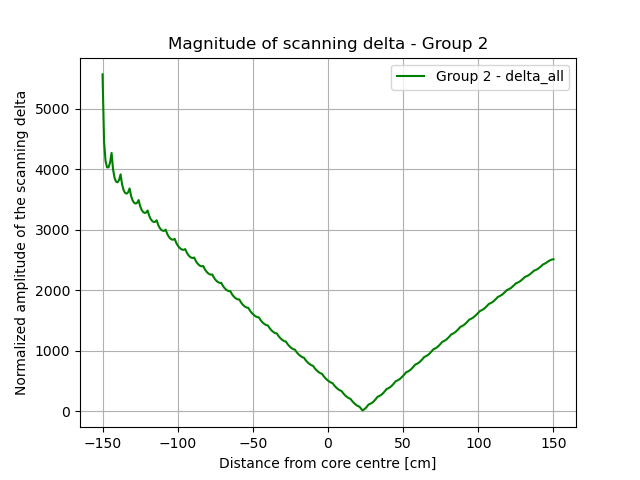 Magnitude of scanning delta - Group 2
Group 2 - delta_all
Normalized amplitude of the scanning delta
5000
4000
3000
2000
1000
0
−150 −100 −50 0 50 100 150
Distance from core centre [cm]